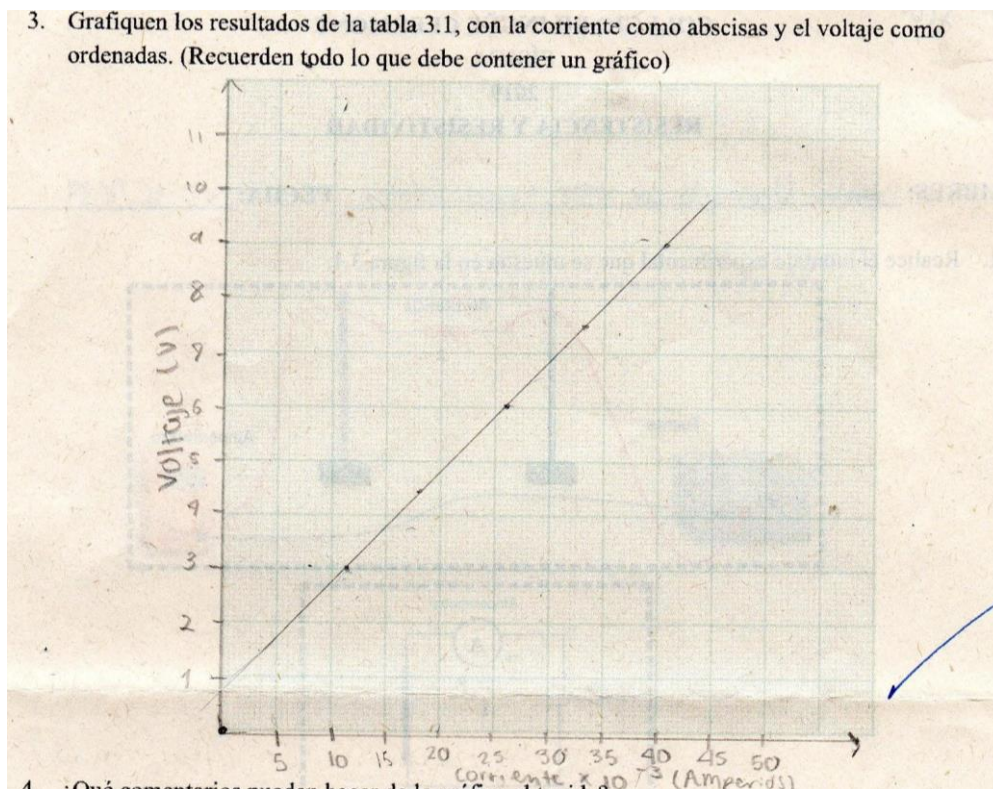 3. Grafiquen los resultados de la tabla 3.1, con la corriente como abscisas y el voltaje como
ordenadas. (Recuerden todo lo que debe contener un gráfico)
2019
RESISTENCIA Y RESISTIVIDAD
FECHA:
11
10
9
8
7
6
5
4
3
2
1
Voltaje (V)
5 10 15 20 25 30 35 40 45 50
Corriente x 10⁻³ (Amperios)